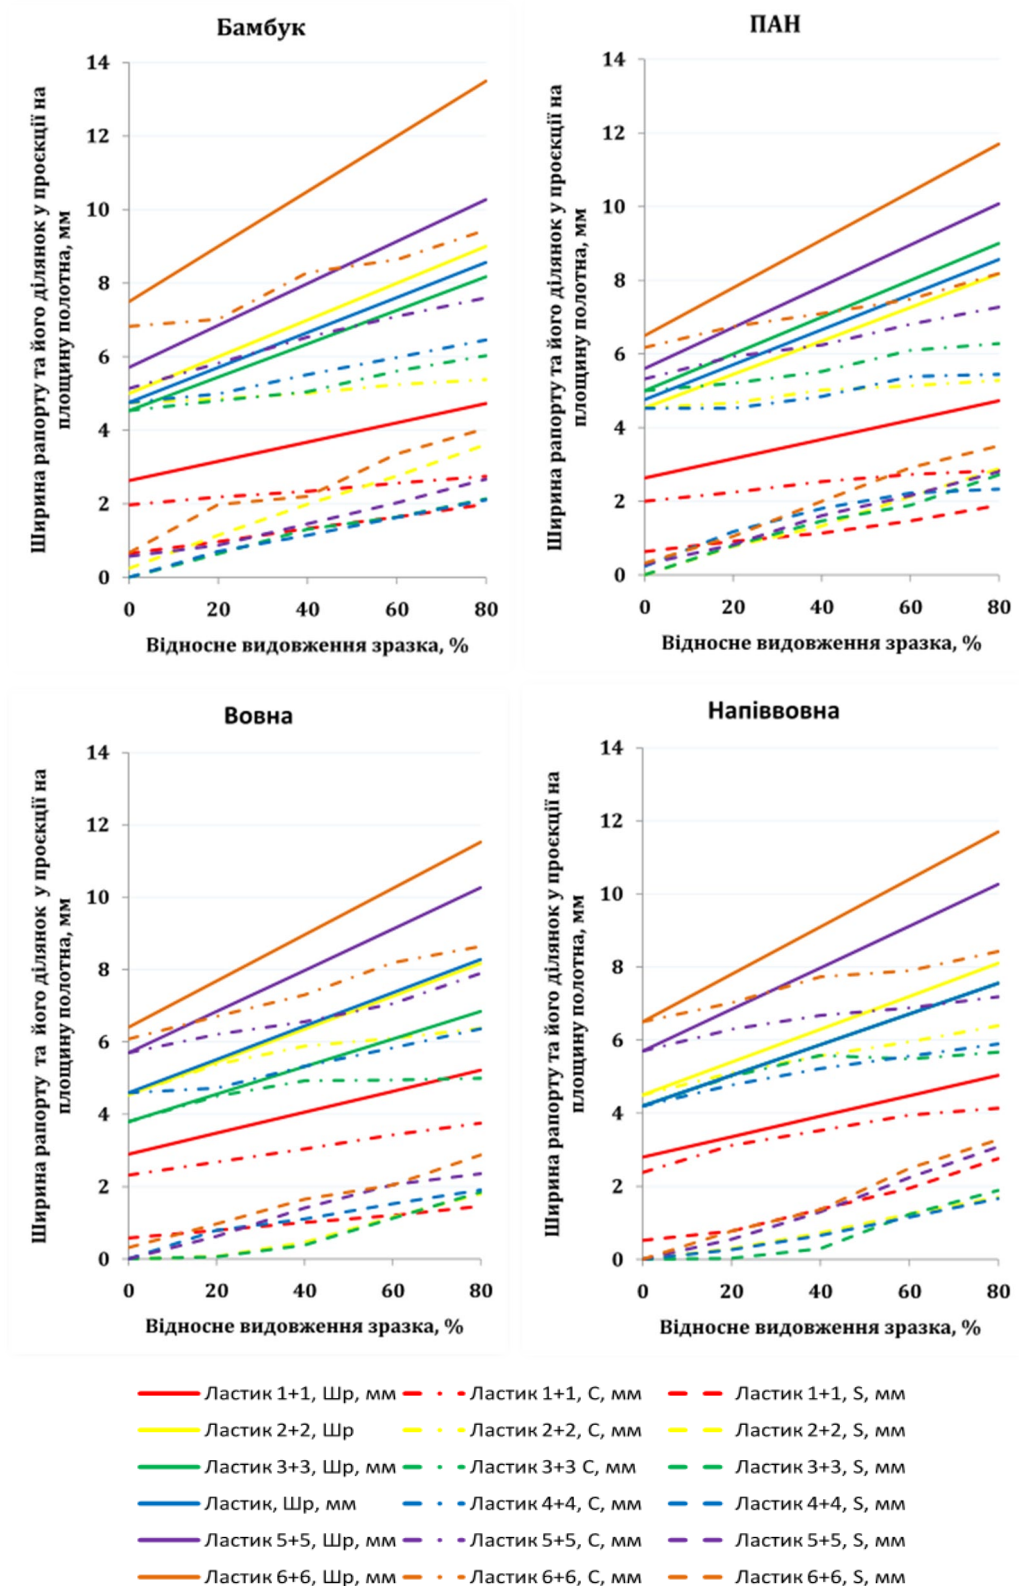 Бамбук
Ширина рапорту та його ділянок у проєкції на
площину полотна, мм
14
12
10
8
6
4
2
0
0 20 40 60 80
Відносне видовження зразка, %
ПАН
Ширина рапорту та його ділянок у проєкції на
площину полотна, мм
14
12
10
8
6
4
2
0
0 20 40 60 80
Відносне видовження зразка, %
Вовна
Ширина рапорту та його ділянок у проєкції на
площину полотна, мм
14
12
10
8
6
4
2
0
0 20 40 60 80
Відносне видовження зразка, %
Напіввовна
Ширина рапорту та його ділянок у проєкції на
площину полотна, мм
14
12
10
8
6
4
2
0
0 20 40 60 80
Відносне видовження зразка, %
Ластик 1+1, Шр, мм Ластик 1+1, С, мм Ластик 1+1, S, мм
Ластик 2+2, Шр Ластик 2+2, С, мм Ластик 2+2, S, мм
Ластик 3+3, Шр, мм Ластик 3+3 С, мм Ластик 3+3, S, мм
Ластик, Шр, мм Ластик 4+4, С, мм Ластик 4+4, S, мм
Ластик 5+5, Шр, мм Ластик 5+5, С, мм Ластик 5+5, S, мм
Ластик 6+6, Шр, мм Ластик 6+6, С, мм Ластик 6+6, S, мм